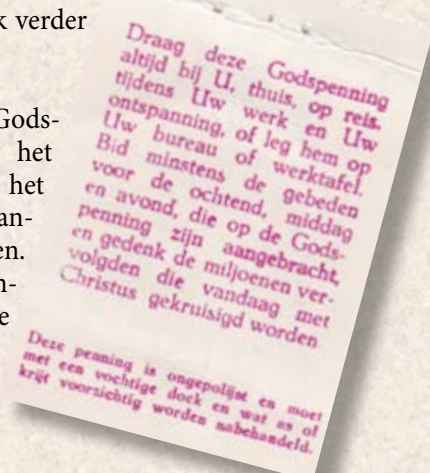 k verder
Gods-
het
het
an-
en.
n-
e
Draag deze Godspenning
altijd bij U, thuis, op reis,
tijdens Uw werk en Uw
ontspanning, of leg hem op
Uw bureau of werktafel.
Bid minstens de gebeden
voor de ochtend, middag
en avond, die op de Gods-
penning zijn aangebracht,
en gedenk de miljoenen ver-
volgden die vandaag met
Christus gekruisigd worden
Deze penning is ongepolijst en moet
met een vochtige doek en wat as of
krijt voorzichtig worden nabehandeld.